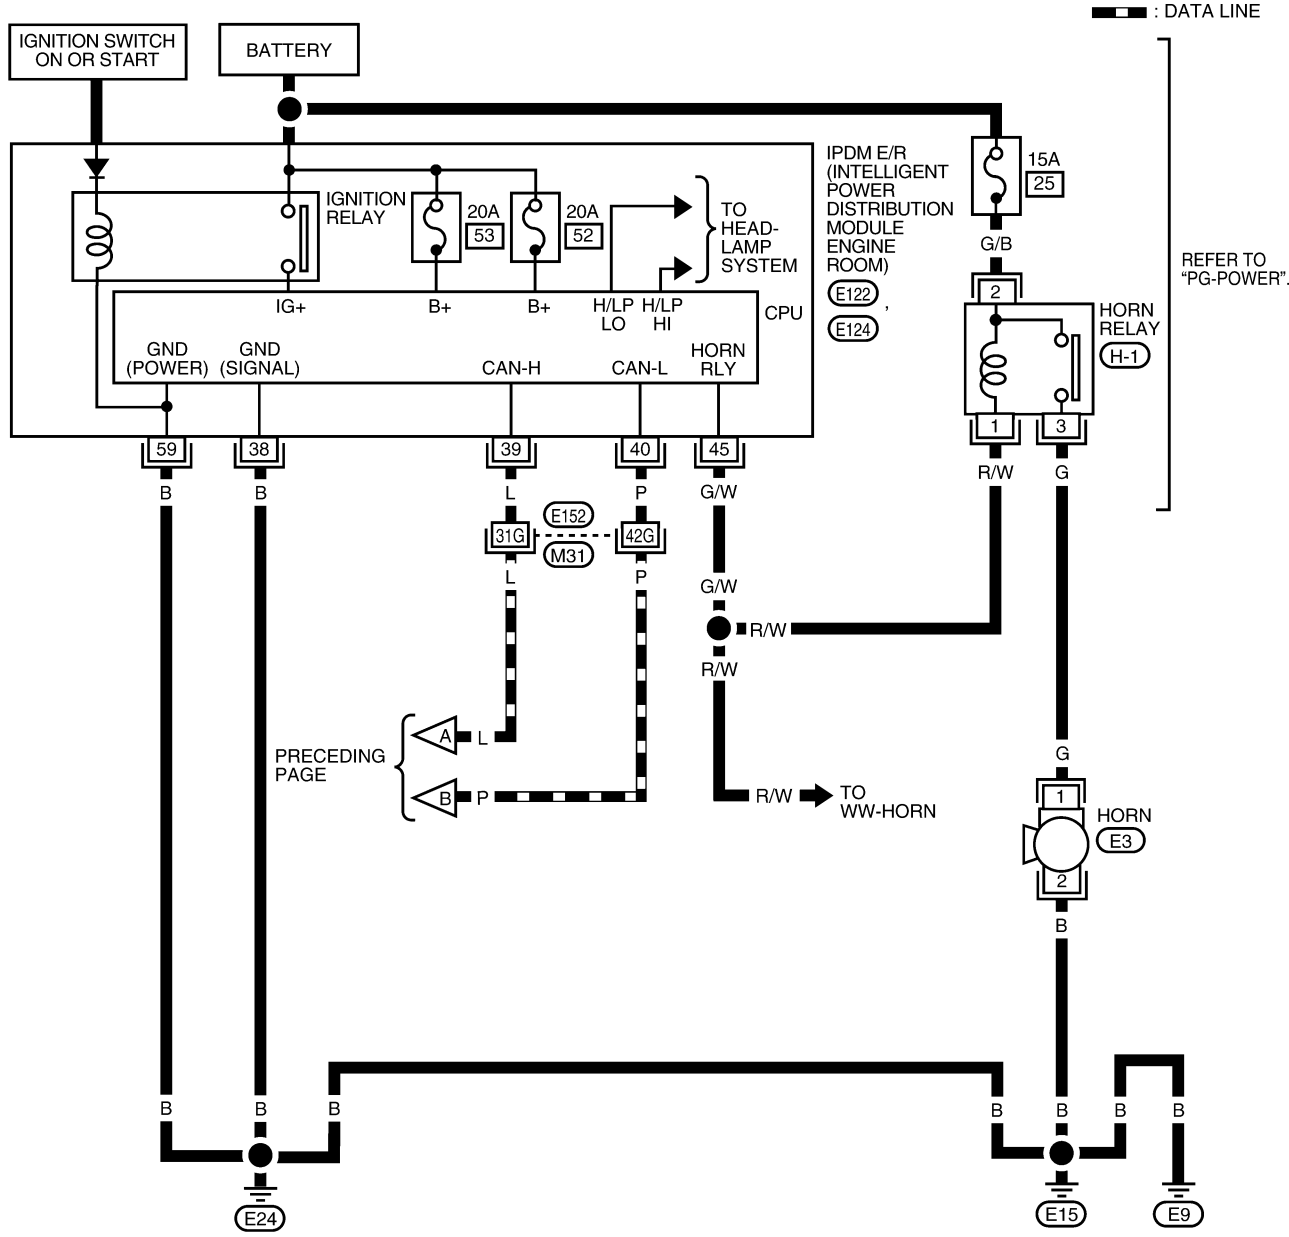 : DATA LINE
IGNITION SWITCH
ON OR START
BATTERY
IPDM E/R
(INTELLIGENT
POWER
DISTRIBUTION
MODULE
ENGINE
ROOM)
E122 ,
E124
15A
25
REFER TO
“PG-POWER”.
IGNITION
RELAY
20A
53
20A
52
TO
HEAD-
LAMP
SYSTEM
G/B
2
HORN
RELAY
H-1
IG+
B+
B+
H/LP
LO
H/LP
HI
CPU
GND
(POWER)
GND
(SIGNAL)
CAN-H
CAN-L
HORN
RLY
59
38
39
40
45
1
3
B
B
L
P
G/W
R/W
G
31G
E152
M31
42G
L
P
G/W
R/W
R/W
PRECEDING
PAGE
A
L
B
P
R/W
TO
WW-HORN
G
1
HORN
E3
2
B
B
B
B
B
B
B
B
E24
E15
E9